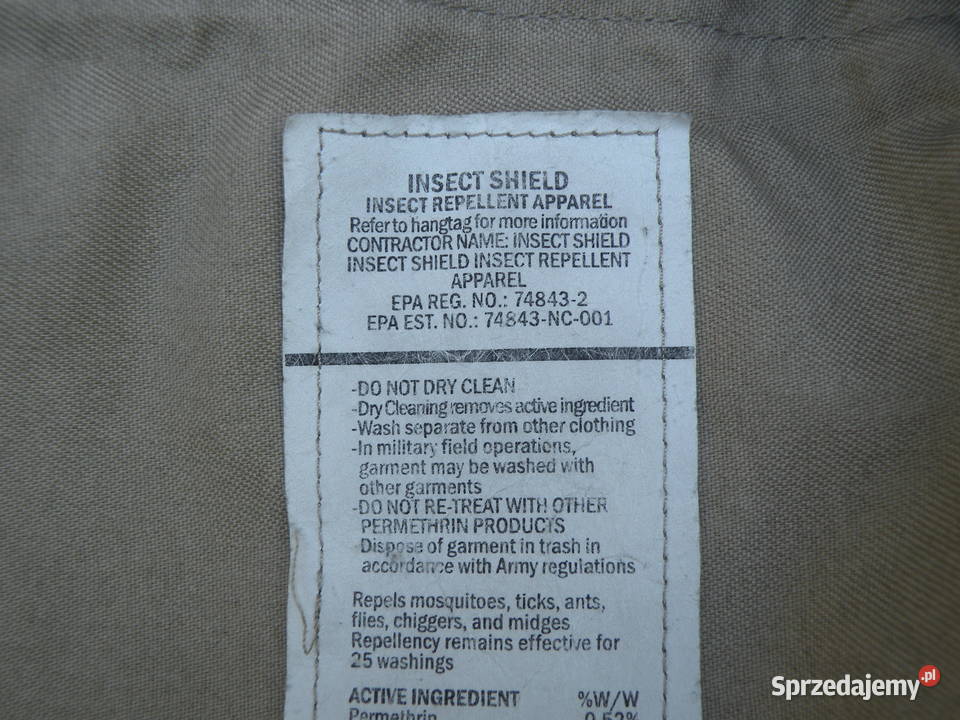 INSECT SHIELD
INSECT REPELLENT APPAREL
Refer to hangtag for more information
CONTRACTOR NAME: INSECT SHIELD
INSECT SHIELD INSECT REPELLENT
APPAREL
EPA REG. NO.: 74843-2
EPA EST. NO.: 74843-NC-001
-DO NOT DRY CLEAN
-Dry Cleaning removes active ingredient
-Wash separate from other clothing
-In military field operations,
garment may be washed with
other garments
-DO NOT RE-TREAT WITH OTHER
PERMETHRIN PRODUCTS
Dispose of garment in trash in
accordance with Army regulations
Repels mosquitoes, ticks, ants,
flies, chiggers, and midges
Repellency remains effective for
25 washings
ACTIVE INGREDIENT %W/W
Permethrin 0.52%
Sprzedajemy.pl